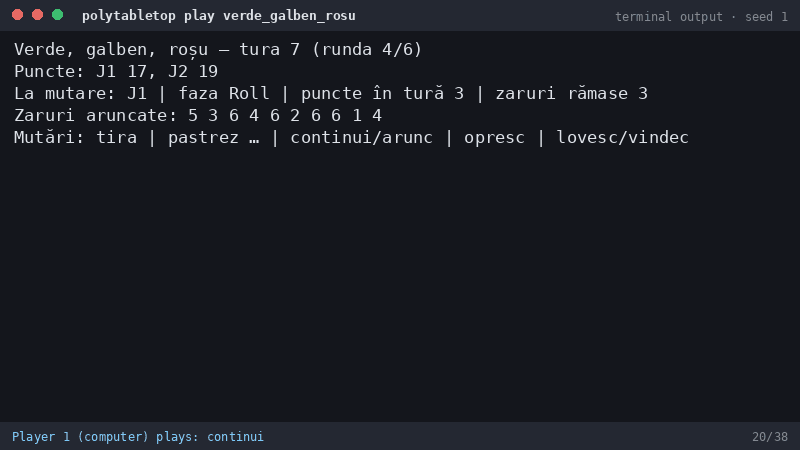 polytabletop play verde_galben_rosu
terminal output · seed 1
Verde, galben, roșu — tura 7 (runda 4/6)
Puncte: J1 17, J2 19
La mutare: J1 | faza Roll | puncte în tură 3 | zaruri rămase 3
Zaruri aruncate: 5 3 6 4 6 2 6 6 1 4
Mutări: tira | pastrez … | continui/arunc | opresc | lovesc/vindec
Player 1 (computer) plays: continui
20/38